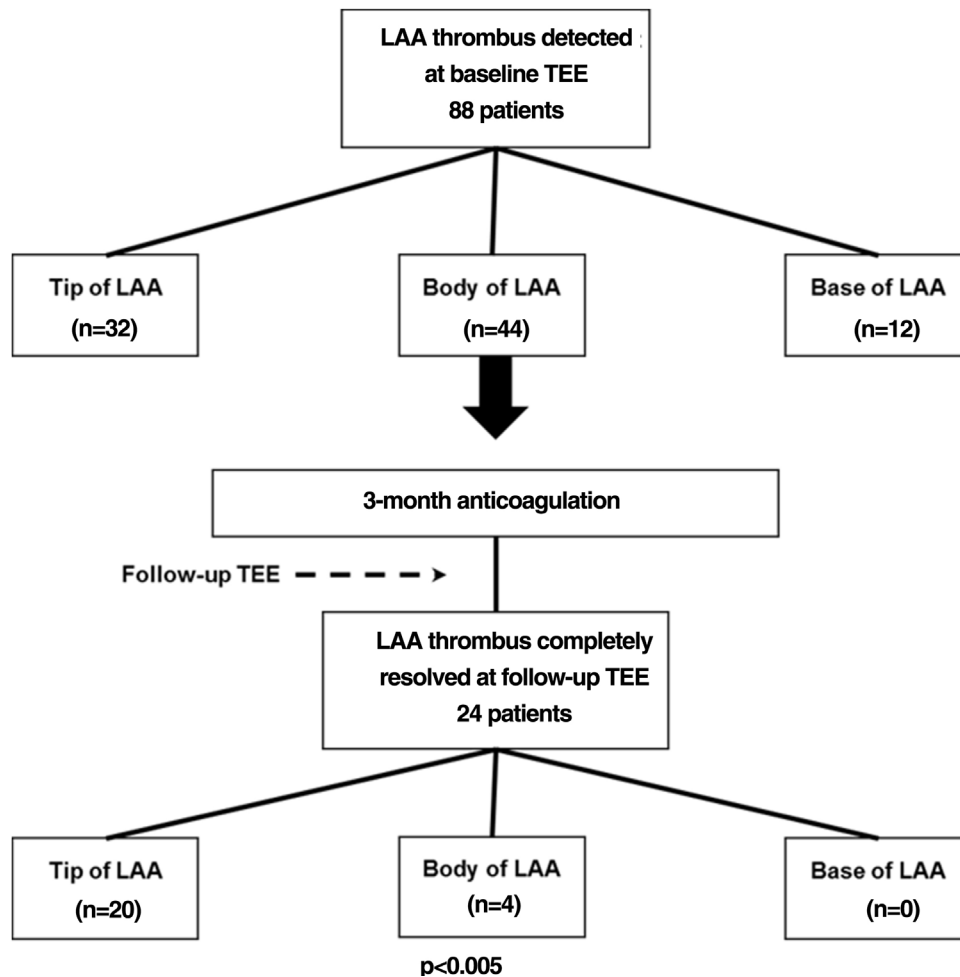 LAA thrombus detected :
at baseline TEE
88 patients
Tip of LAA
(n=32)
Body of LAA
(n=44)
Base of LAA
(n=12)
3-month anticoagulation
Follow-up TEE
LAA thrombus completely
resolved at follow-up TEE
24 patients
Tip of LAA
(n=20)
Body of LAA
(n=4)
Base of LAA
(n=0)
p<0.005